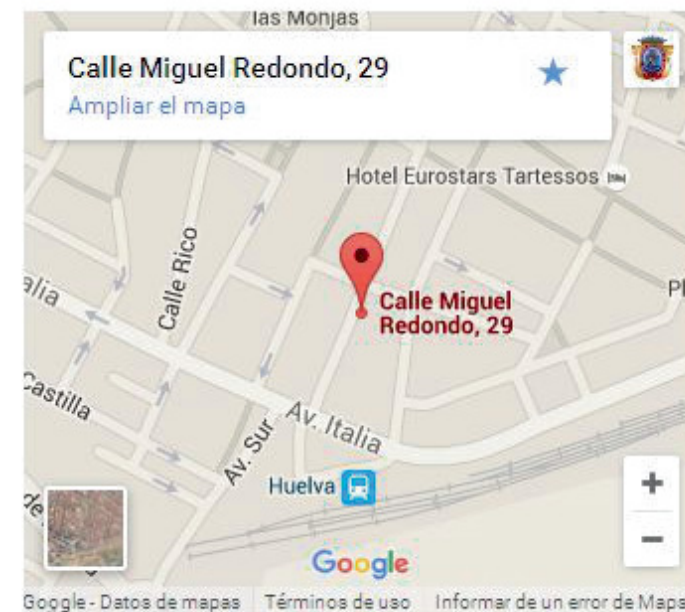 las Monjas
Calle Miguel Redondo, 29
Ampliar el mapa
Hotel Eurostars Tartessos
Calle Rico
alia
Pl
Calle Miguel
Redondo, 29
Castilla
Av. Italia
Av. Sur
Huelva
de
+
−
Google
Google - Datos de mapas
Términos de uso
Informar de un error de Maps